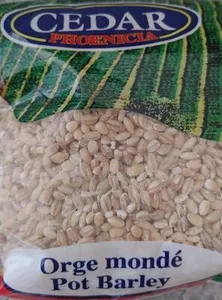 CEDAR
PHOENICIA
Orge mondé
Pot Barley